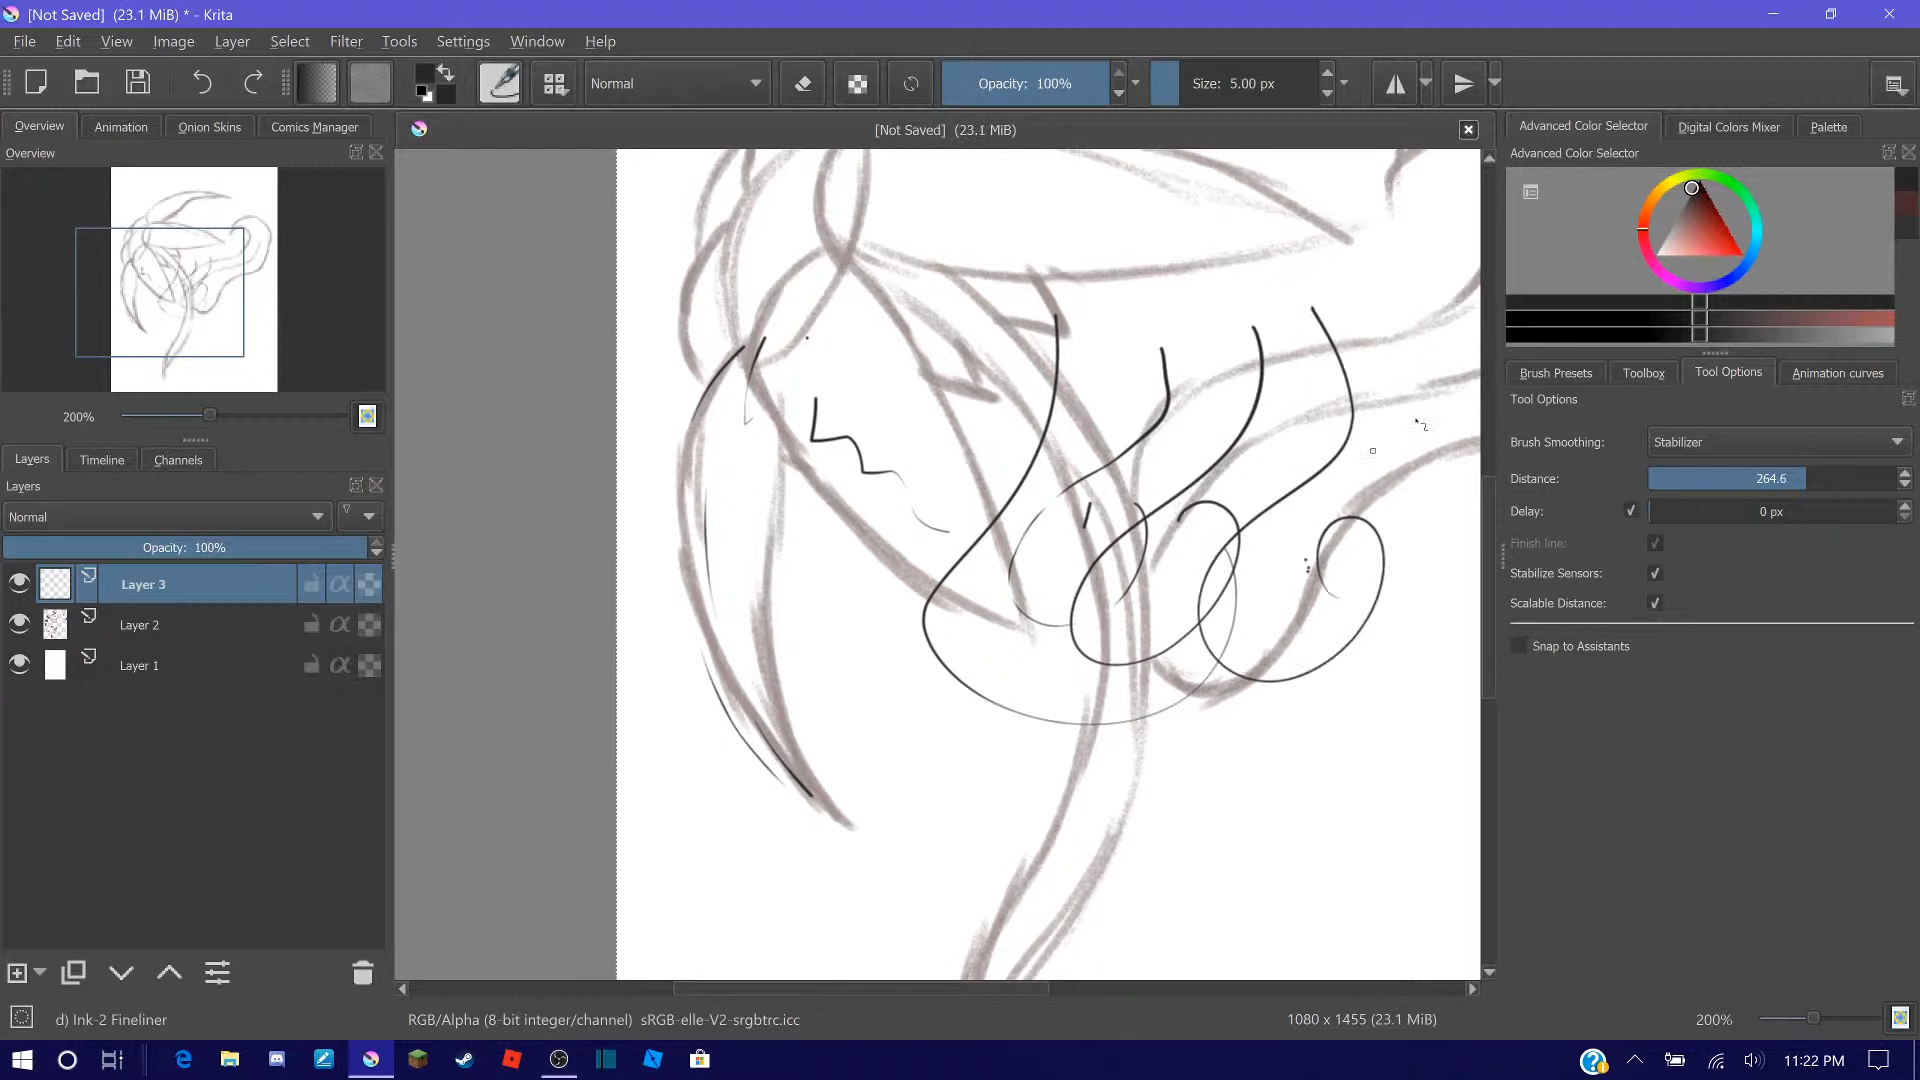 [Not Saved] (23.1 MiB) * - Krita
File Edit View Image Layer Select Filter Tools Settings Window Help
Normal Opacity: 100% Size: 5.00 px
Overview Animation Onion Skins Comics Manager
[Not Saved] (23.1 MiB)
Advanced Color Selector Digital Colors Mixer Palette
Overview
Advanced Color Selector
200%
Brush Presets Toolbox Tool Options Animation curves
Tool Options
Brush Smoothing: Stabilizer
Layers Timeline Channels
Distance: 264.6
Layers
Delay: 0 px
Normal
Finish line:
Opacity: 100%
Stabilize Sensors:
Layer 3
Scalable Distance:
Layer 2
Snap to Assistants
Layer 1
d) Ink-2 Fineliner
RGB/Alpha (8-bit integer/channel) sRGB-elle-V2-srgbtrc.icc
1080 x 1455 (23.1 MiB)
200%
11:22 PM